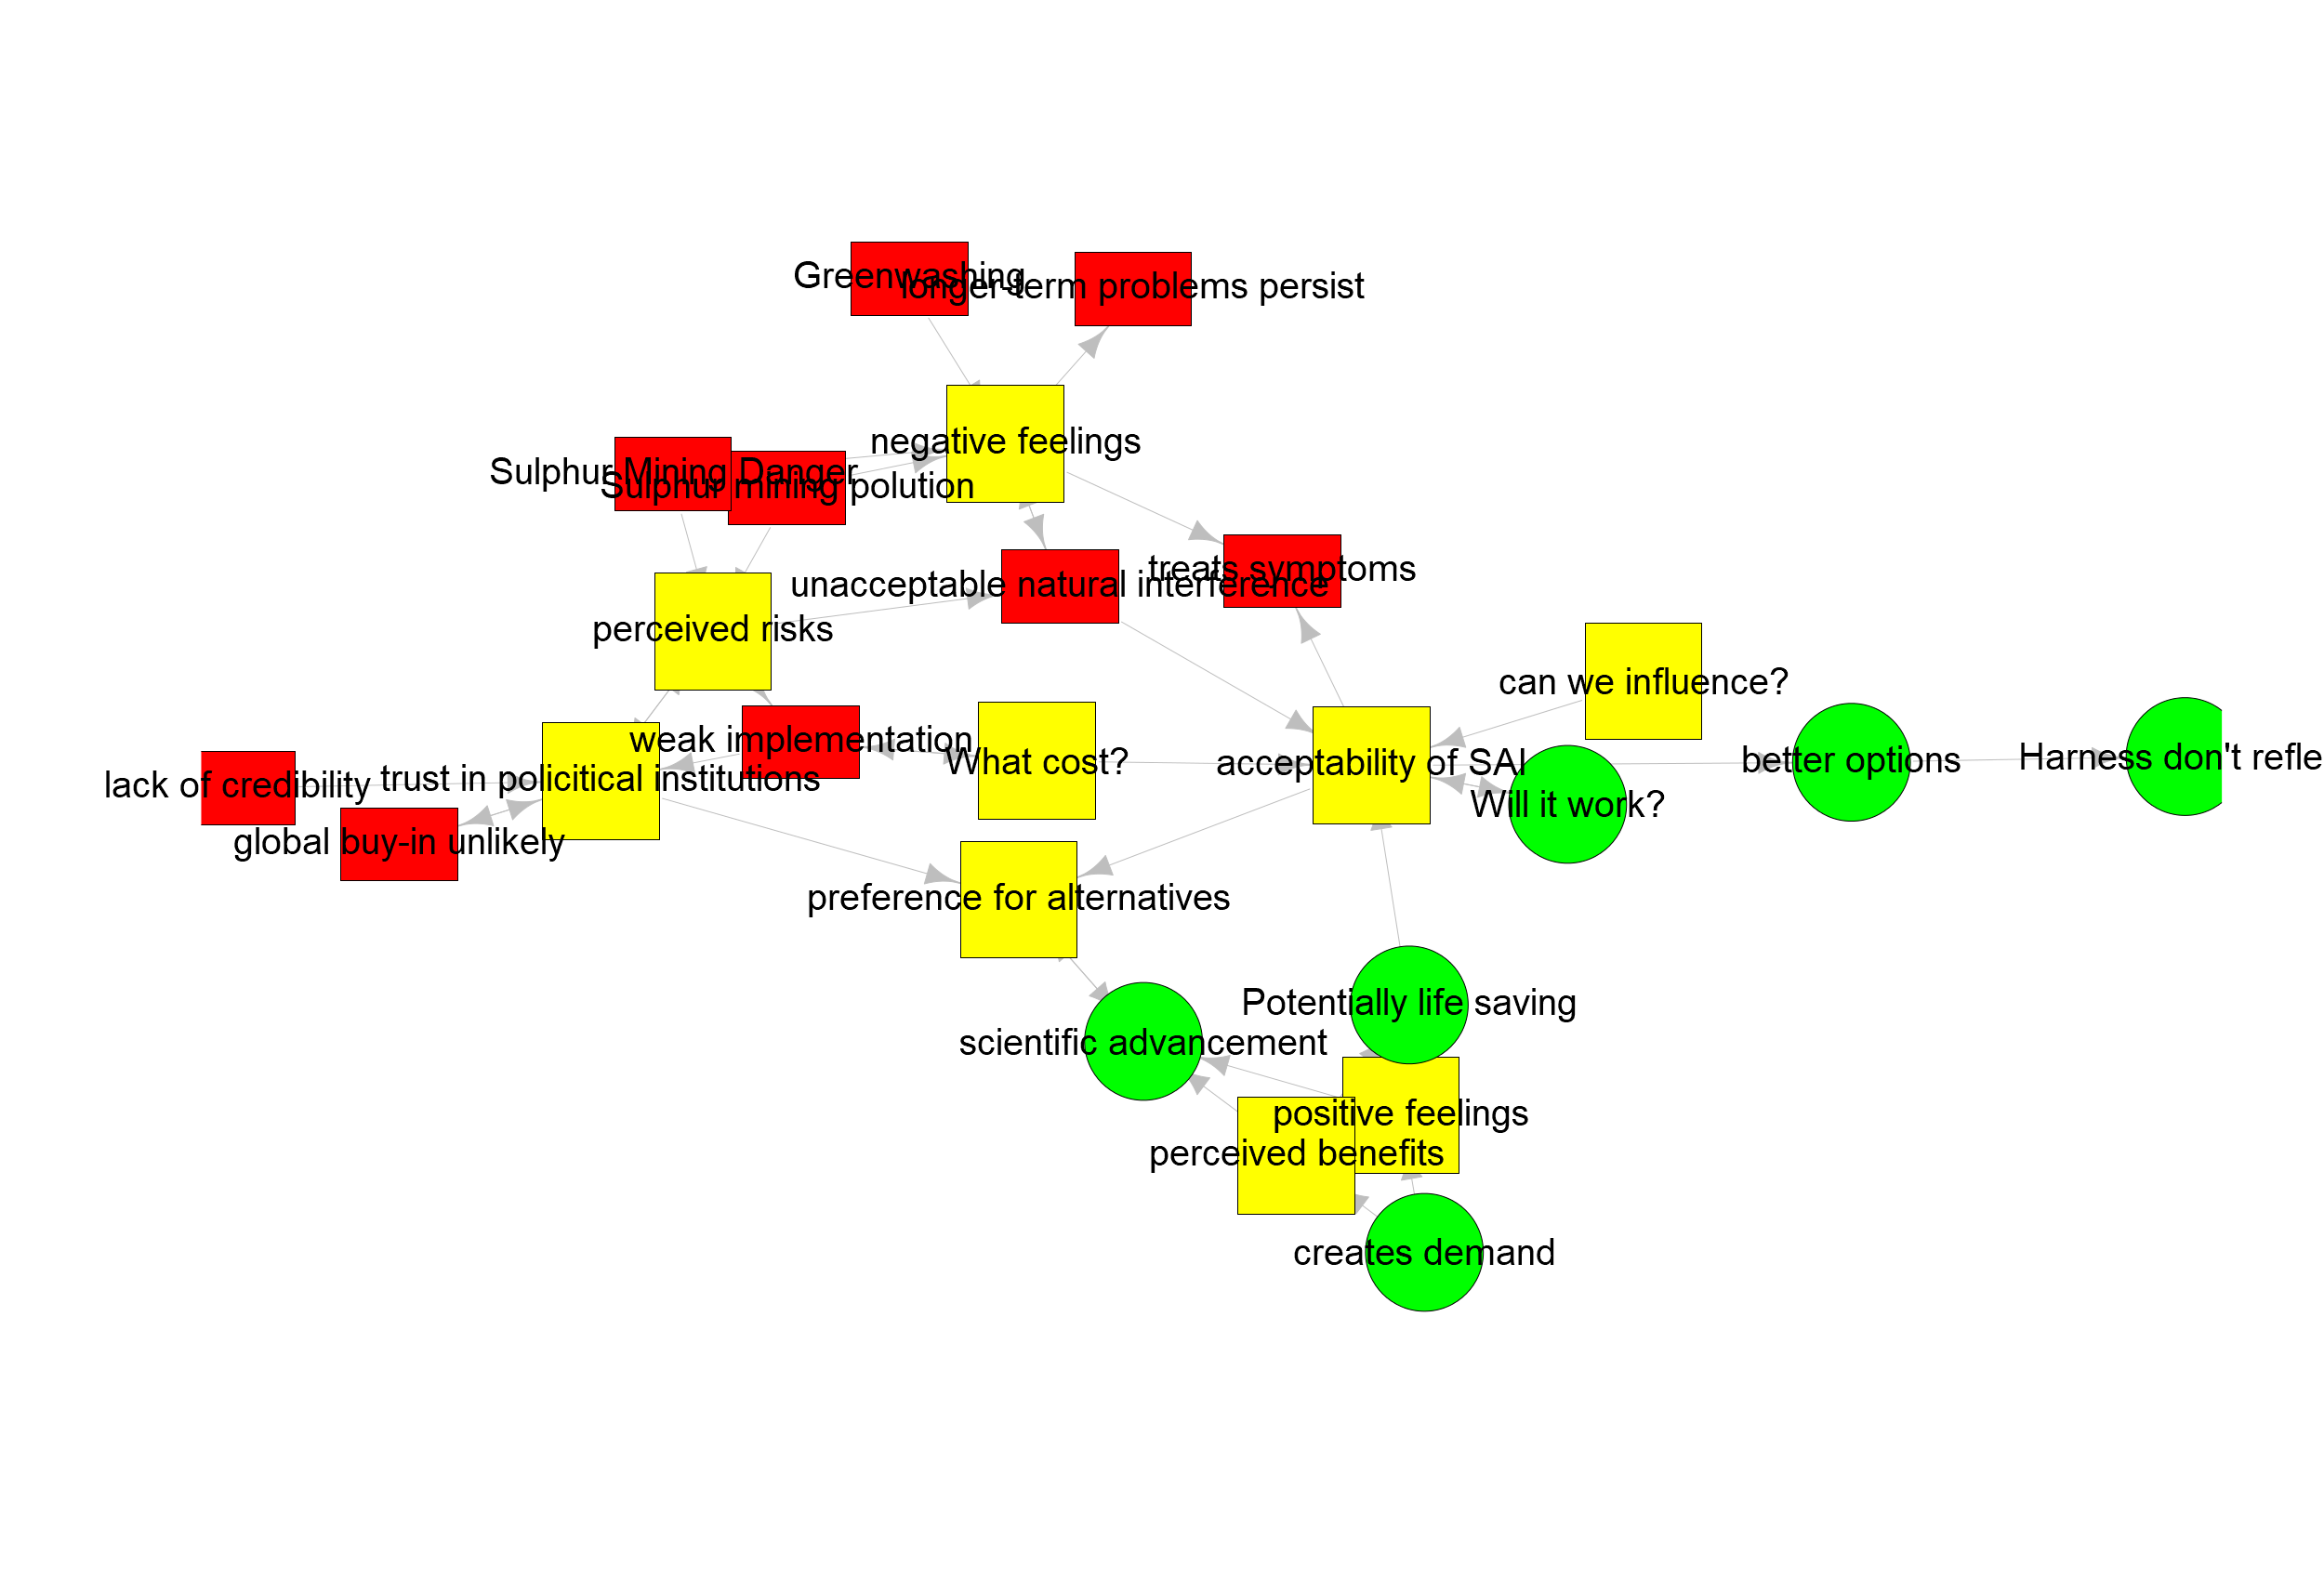 Greenwashing
longer-term problems persist
negative feelings
Sulphur Mining Danger
Sulphur mining polution
treats symptoms
unacceptable natural interference
perceived risks
can we influence?
weak implementation
What cost?
acceptability of SAI
better options
Harness don't refle
lack of credibility
trust in policitical institutions
Will it work?
global buy-in unlikely
preference for alternatives
Potentially life saving
scientific advancement
positive feelings
perceived benefits
creates demand